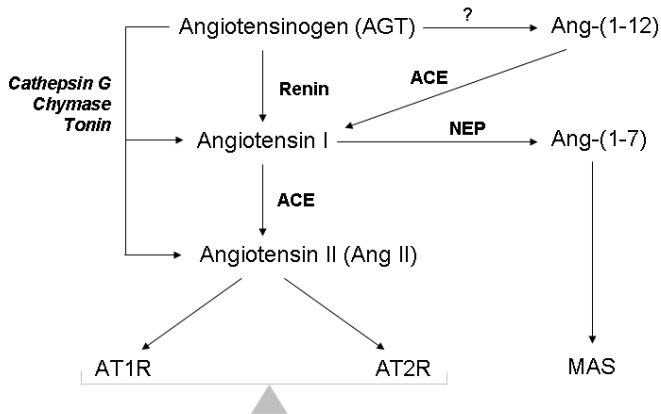 Angiotensinogen (AGT)
?
Ang-(1-12)
Cathepsin G
Chymase
Tonin
Renin
ACE
Angiotensin I
NEP
Ang-(1-7)
ACE
Angiotensin II (Ang II)
AT1R
AT2R
MAS